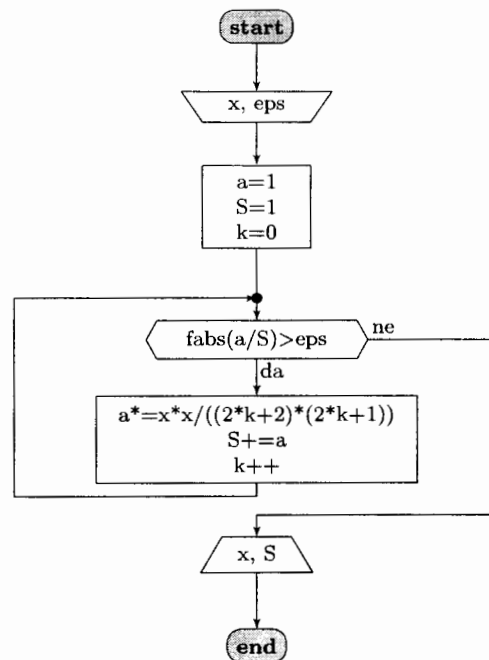 start
x, eps
a=1
S=1
k=0
fabs(a/S)>eps
ne
da
a*=x*x/((2*k+2)*(2*k+1))
S+=a
k++
x, S
end